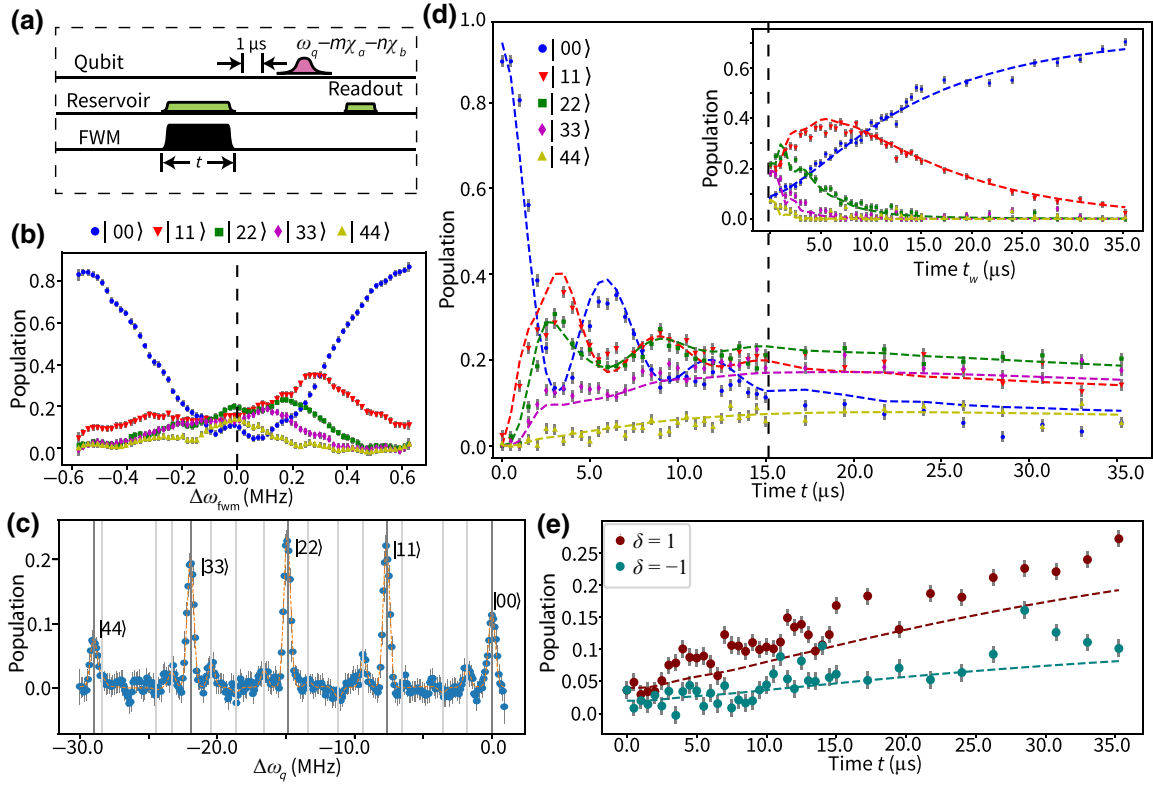 (a)
1 μs
ω_q−mχ_a−nχ_b
Qubit
Reservoir
Readout
FWM
t
(b)
|00⟩ |11⟩ |22⟩ |33⟩ |44⟩
Population
0.8
0.6
0.4
0.2
0.0
−0.6 −0.4 −0.2 0.0 0.2 0.4 0.6
Δω_fwm (MHz)
(c)
Population
0.2
0.1
0.0
|44⟩
|33⟩
|22⟩
|11⟩
|00⟩
−30.0 −20.0 −10.0 0.0
Δω_q (MHz)
(d)
Population
1.0
0.8
0.6
0.4
0.2
0.0
|00⟩
|11⟩
|22⟩
|33⟩
|44⟩
0.0 5.0 10.0 15.0 20.0 25.0 30.0 35.0
Time t (μs)
Population
0.6
0.4
0.2
0.0
5.0 10.0 15.0 20.0 25.0 30.0 35.0
Time t_w (μs)
(e)
δ = 1
δ = −1
Population
0.25
0.2
0.15
0.1
0.05
0.0
0.0 5.0 10.0 15.0 20.0 25.0 30.0 35.0
Time t (μs)